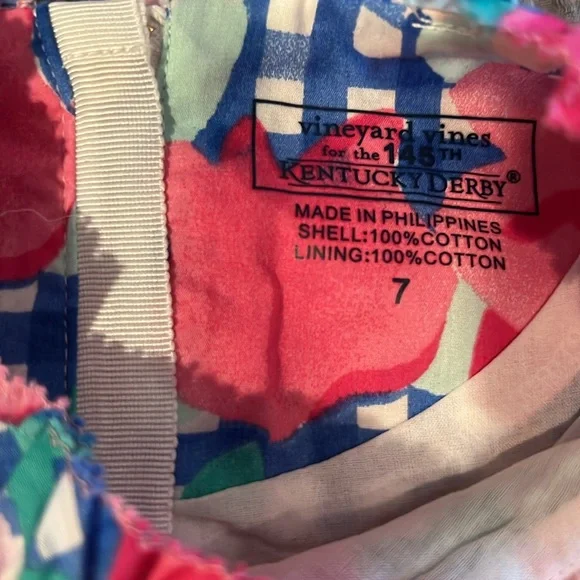 vineyard vines
for the 145TH
KENTUCKY DERBY®
MADE IN PHILIPPINES
SHELL:100%COTTON
LINING:100%COTTON
7